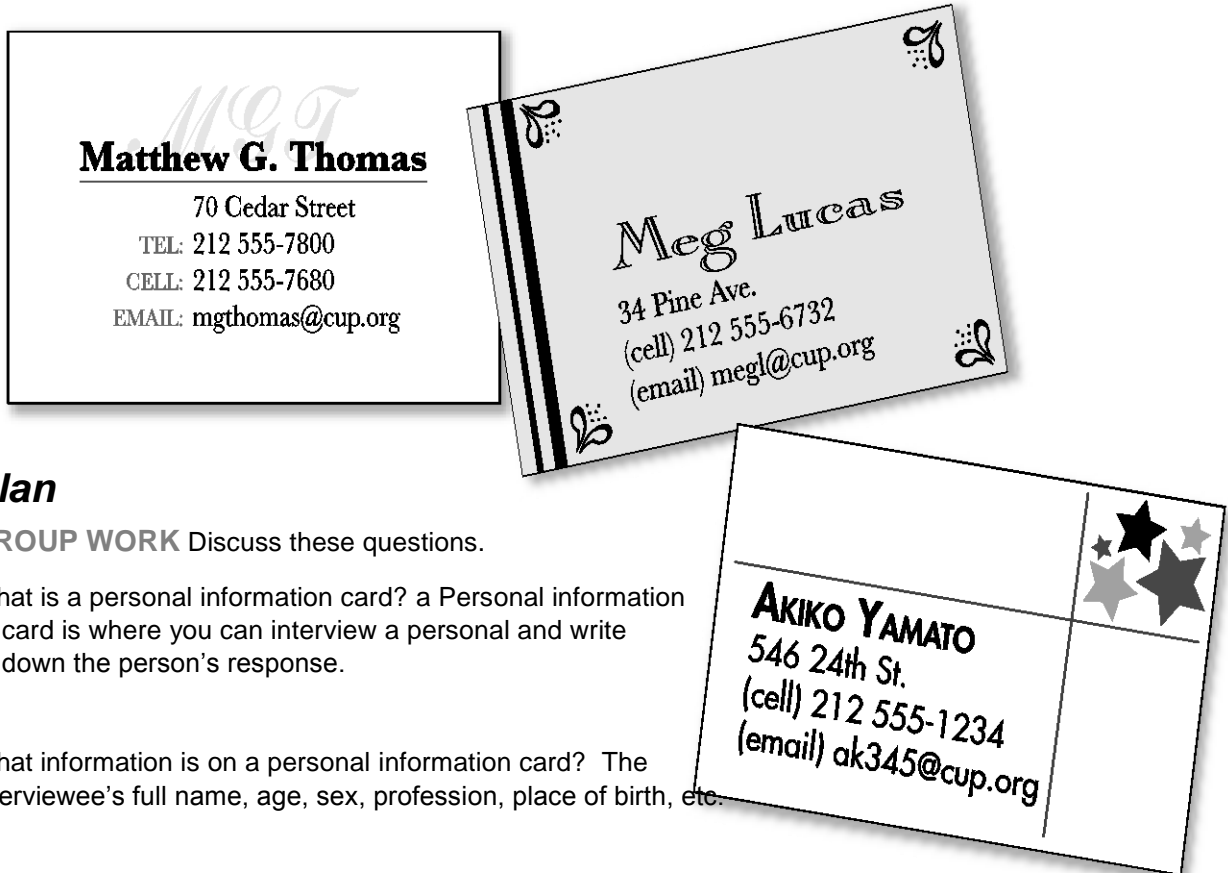 MGT
Matthew G. Thomas
70 Cedar Street
TEL: 212 555-7800
CELL: 212 555-7680
EMAIL: mgthomas@cup.org
Meg Lucas
34 Pine Ave.
(cell) 212 555-6732
(email) megl@cup.org
lan
ROUP WORK Discuss these questions.
hat is a personal information card? a Personal information
card is where you can interview a personal and write
down the person's response.
hat information is on a personal information card? The
erviewee's full name, age, sex, profession, place of birth, etc.
AKIKO YAMATO
546 24th St.
(cell) 212 555-1234
(email) ak345@cup.org